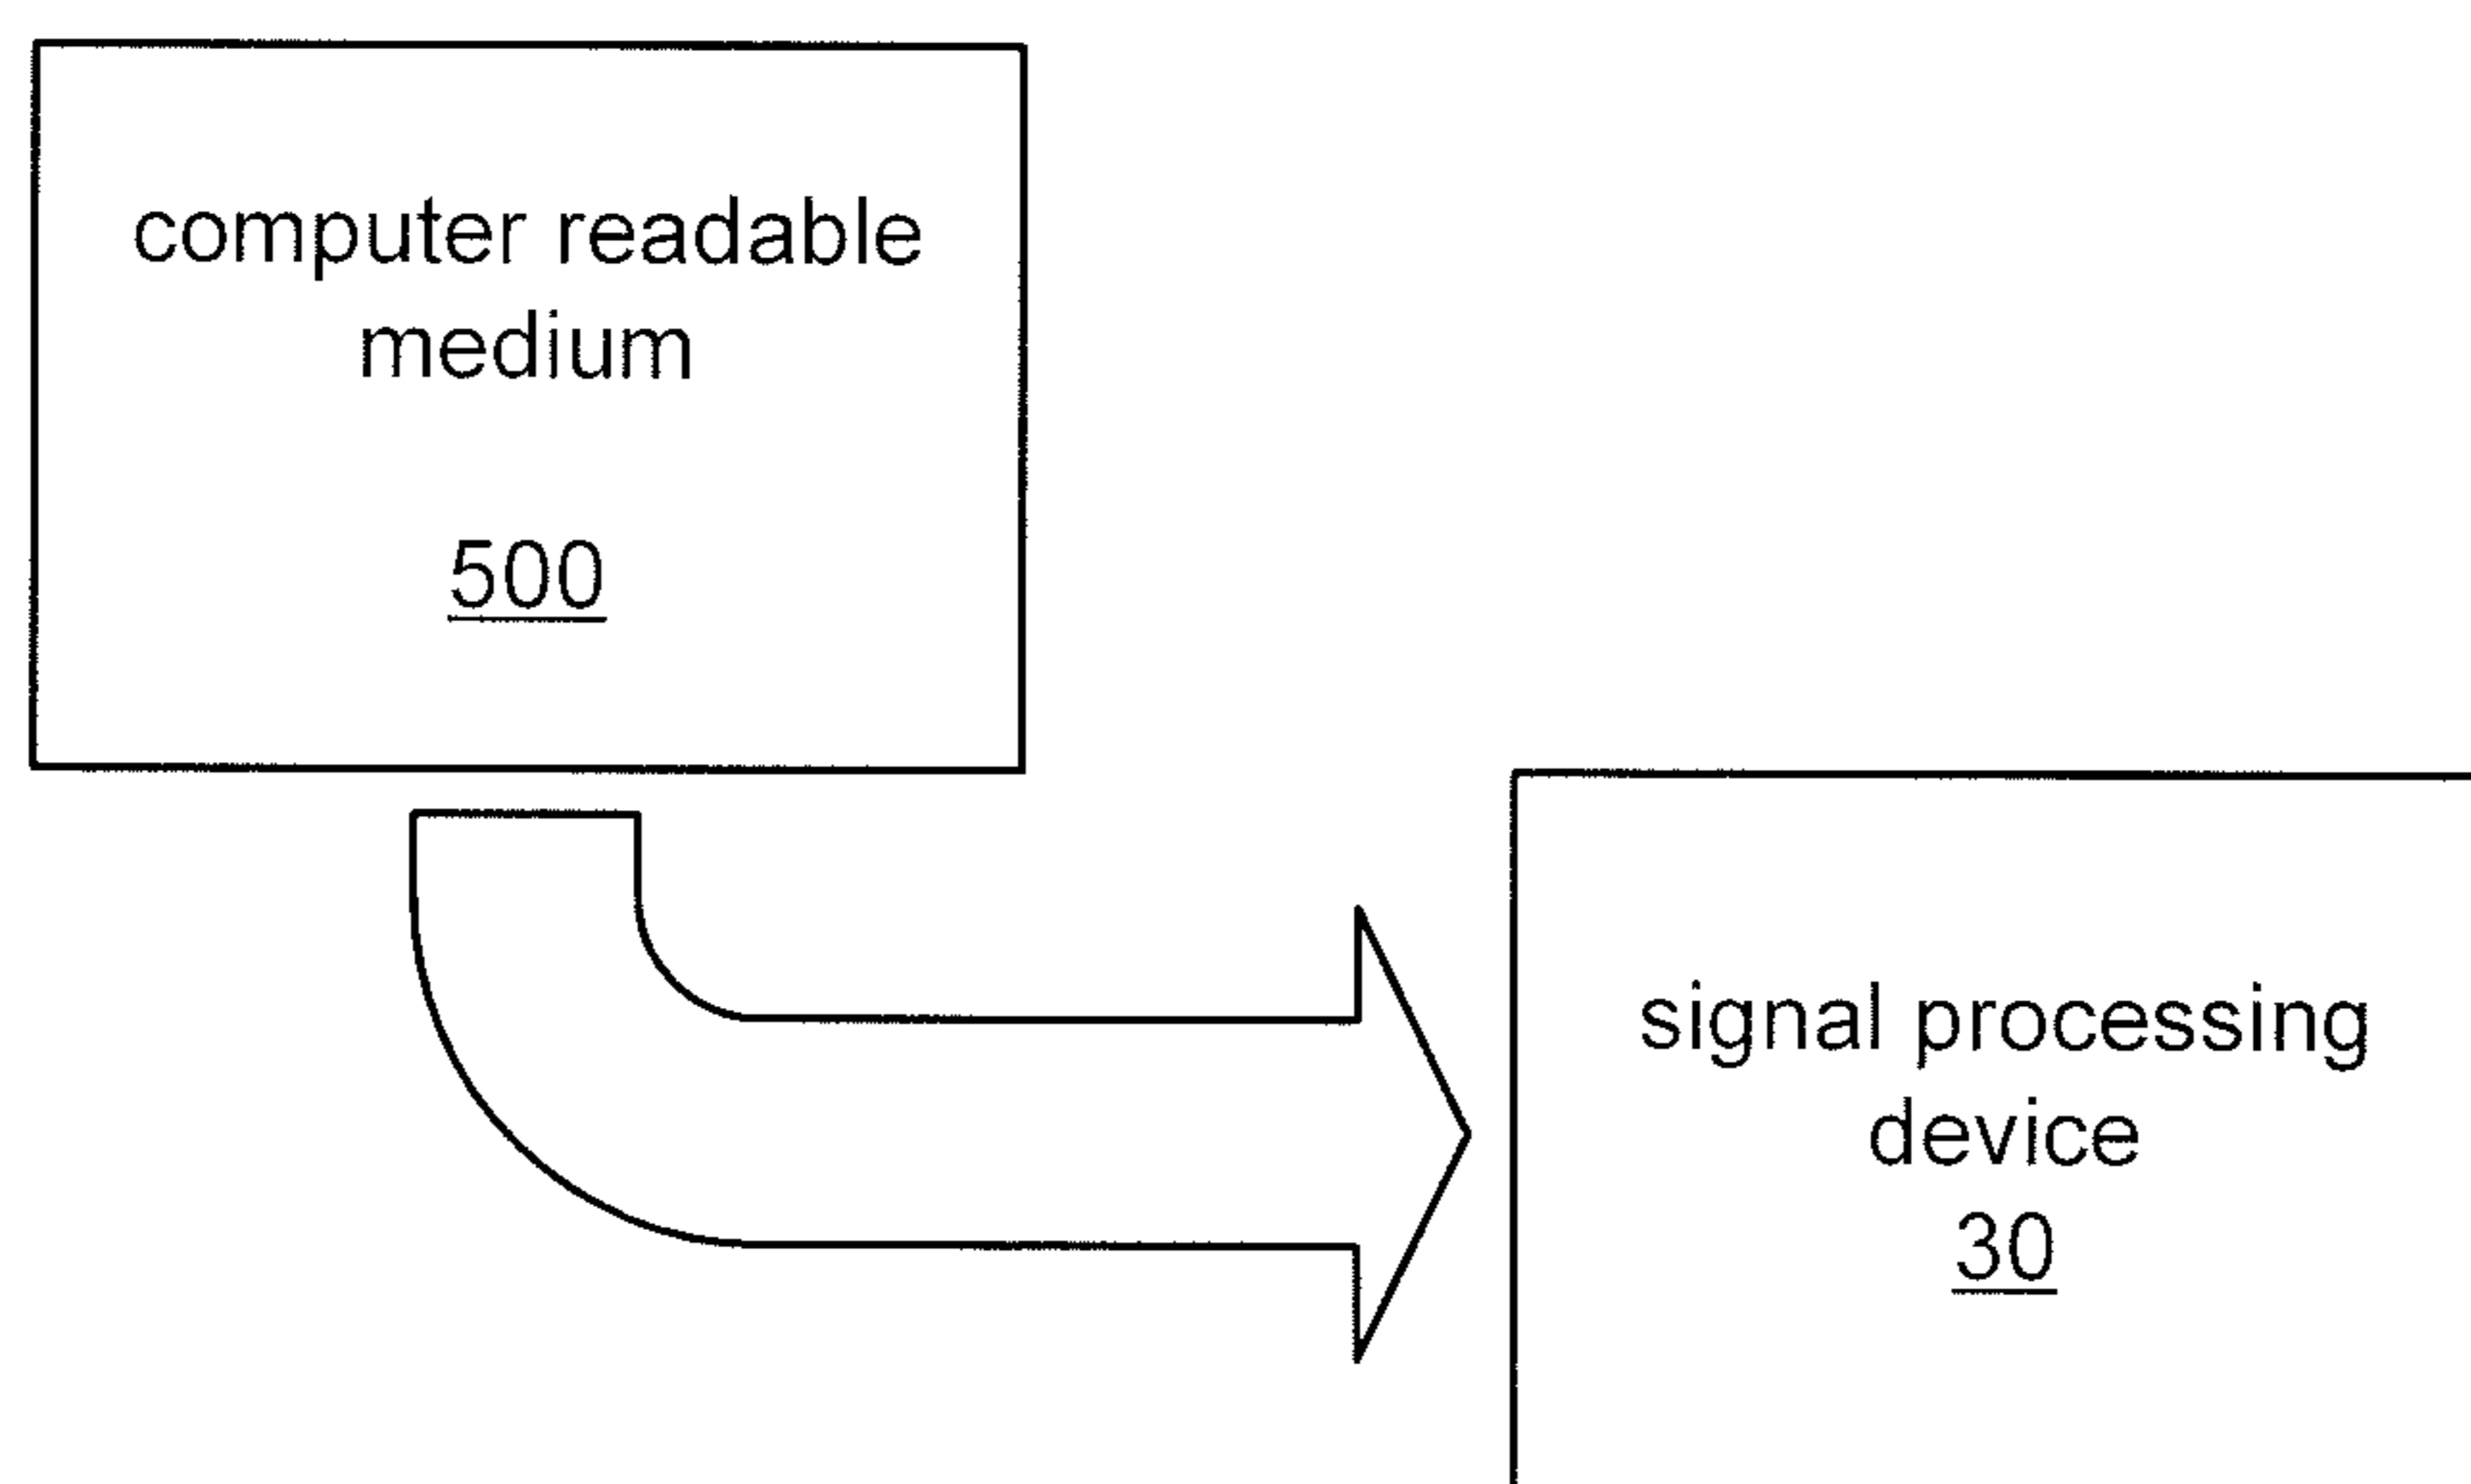 computer readable
medium
500
signal processing
device
30